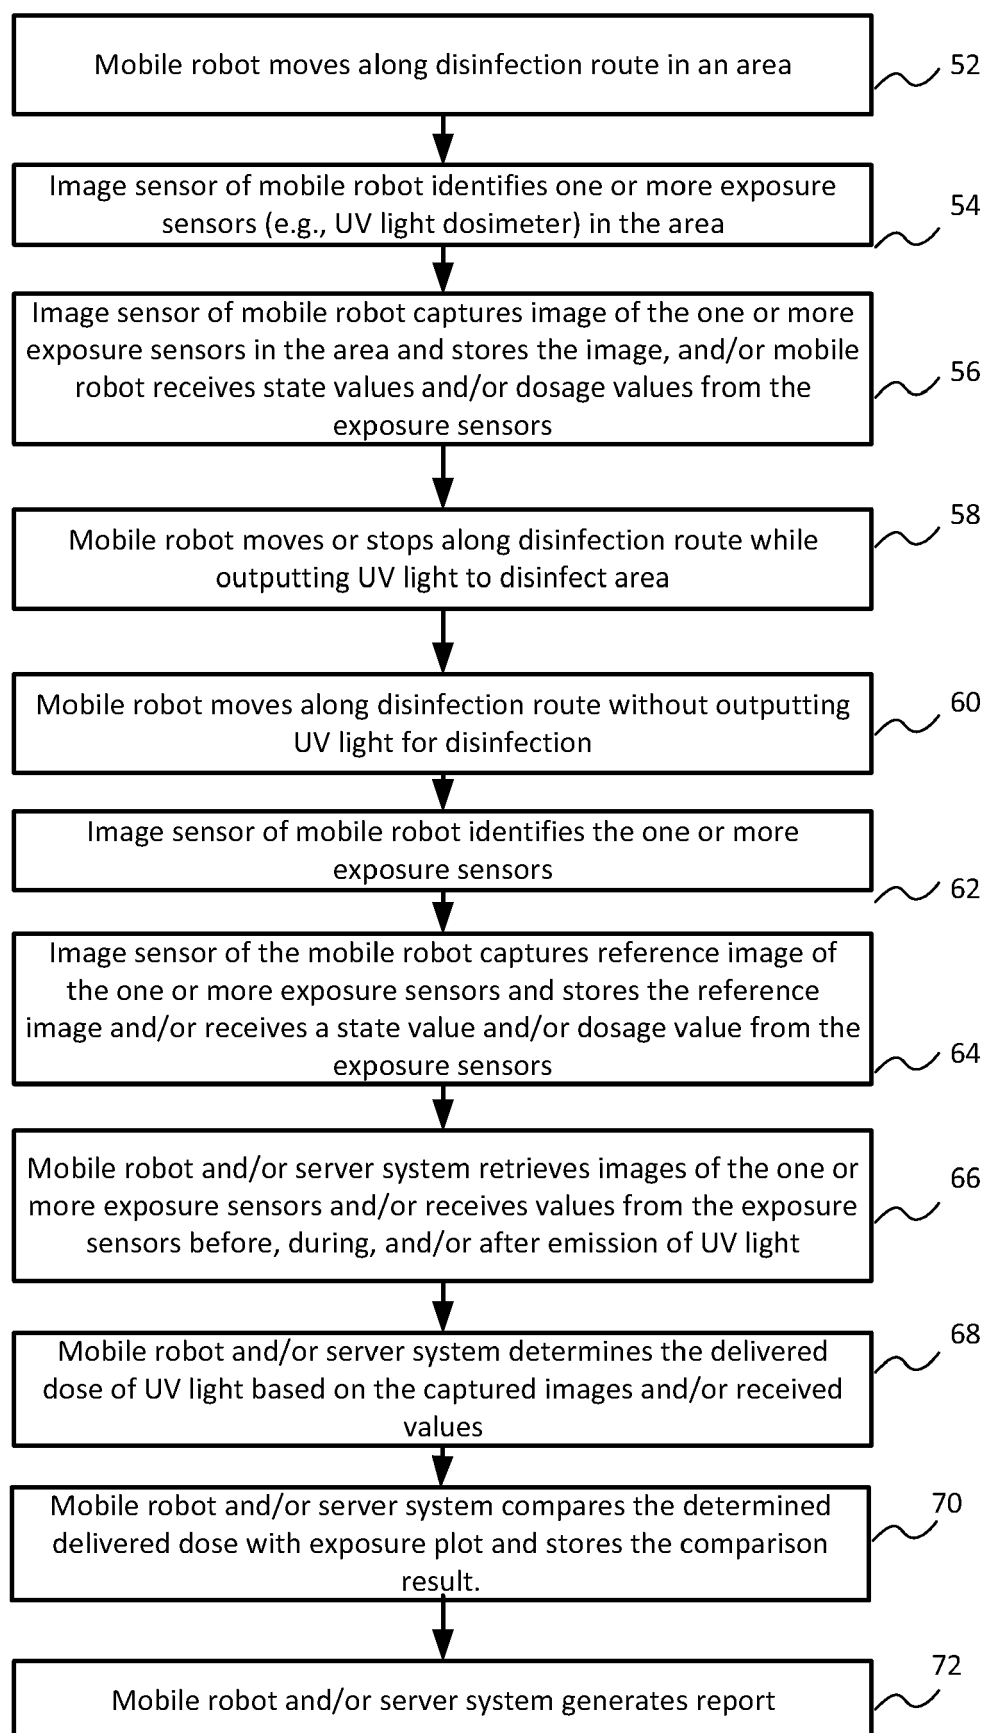 Mobile robot moves along disinfection route in an area
52
Image sensor of mobile robot identifies one or more exposure
sensors (e.g., UV light dosimeter) in the area
54
Image sensor of mobile robot captures image of the one or more
exposure sensors in the area and stores the image, and/or mobile
robot receives state values and/or dosage values from the
exposure sensors
56
Mobile robot moves or stops along disinfection route while
outputting UV light to disinfect area
58
Mobile robot moves along disinfection route without outputting
UV light for disinfection
60
Image sensor of mobile robot identifies the one or more
exposure sensors
62
Image sensor of the mobile robot captures reference image of
the one or more exposure sensors and stores the reference
image and/or receives a state value and/or dosage value from the
exposure sensors
64
Mobile robot and/or server system retrieves images of the one or
more exposure sensors and/or receives values from the exposure
sensors before, during, and/or after emission of UV light
66
Mobile robot and/or server system determines the delivered
dose of UV light based on the captured images and/or received
values
68
Mobile robot and/or server system compares the determined
delivered dose with exposure plot and stores the comparison
result.
70
Mobile robot and/or server system generates report
72